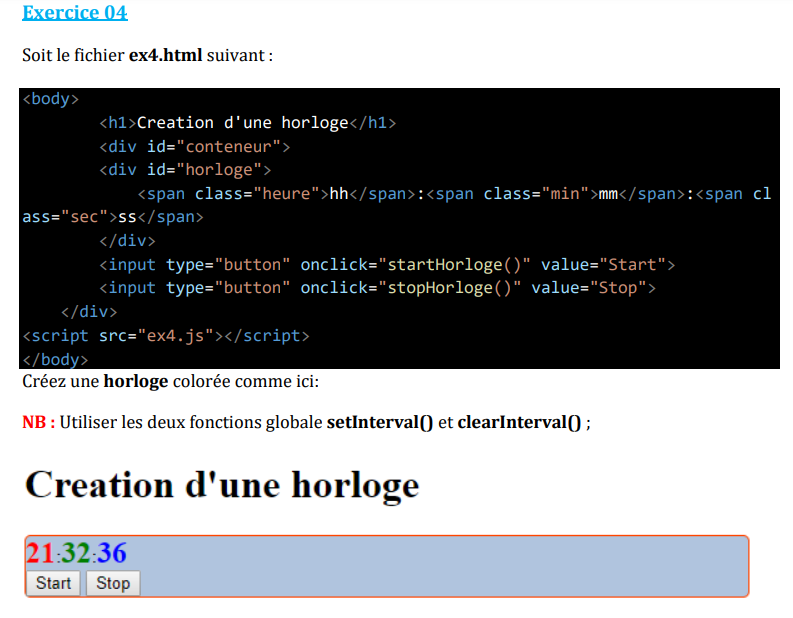 Exercice 04
Soit le fichier ex4.html suivant :
<body>
<h1>Creation d'une horloge</h1>
<div id="conteneur">
<div id="horloge">
<span class="heure">hh</span>:<span class="min">mm</span>:<span cl
ass="sec">ss</span>
</div>
<input type="button" onclick="startHorloge()" value="Start">
<input type="button" onclick="stopHorloge()" value="Stop">
</div>
<script src="ex4.js"></script>
</body>
Créez une horloge colorée comme ici:
NB : Utiliser les deux fonctions globale setInterval() et clearInterval() ;
Creation d'une horloge
21:32:36
Start Stop